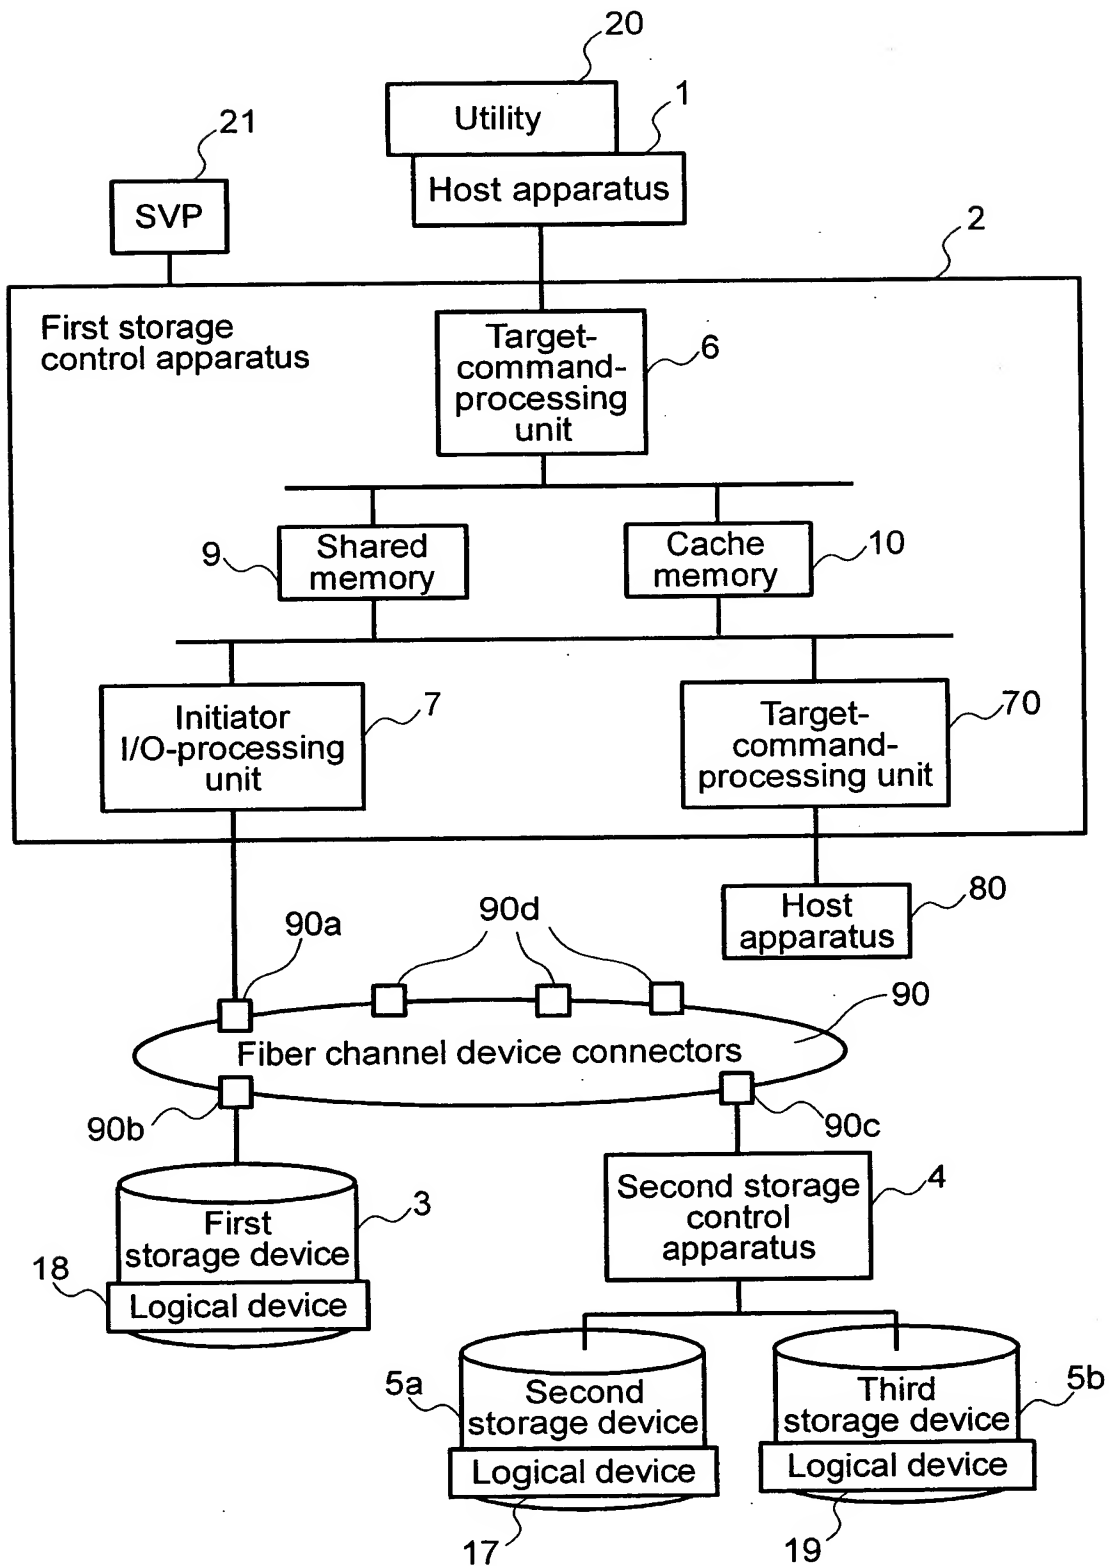 20
Utility
1
21
Host apparatus
SVP
2
First storage
control apparatus
Target-
command-
processing
unit
6
9
Shared
memory
Cache
memory
10
Initiator
I/O-processing
unit
7
Target-
command-
processing unit
70
90a
90d
Host
apparatus
80
90
Fiber channel device connectors
90b
90c
First
storage device
3
Second storage
control
apparatus
4
18
Logical device
5a
Second
storage device
Third
storage device
5b
Logical device
Logical device
17
19